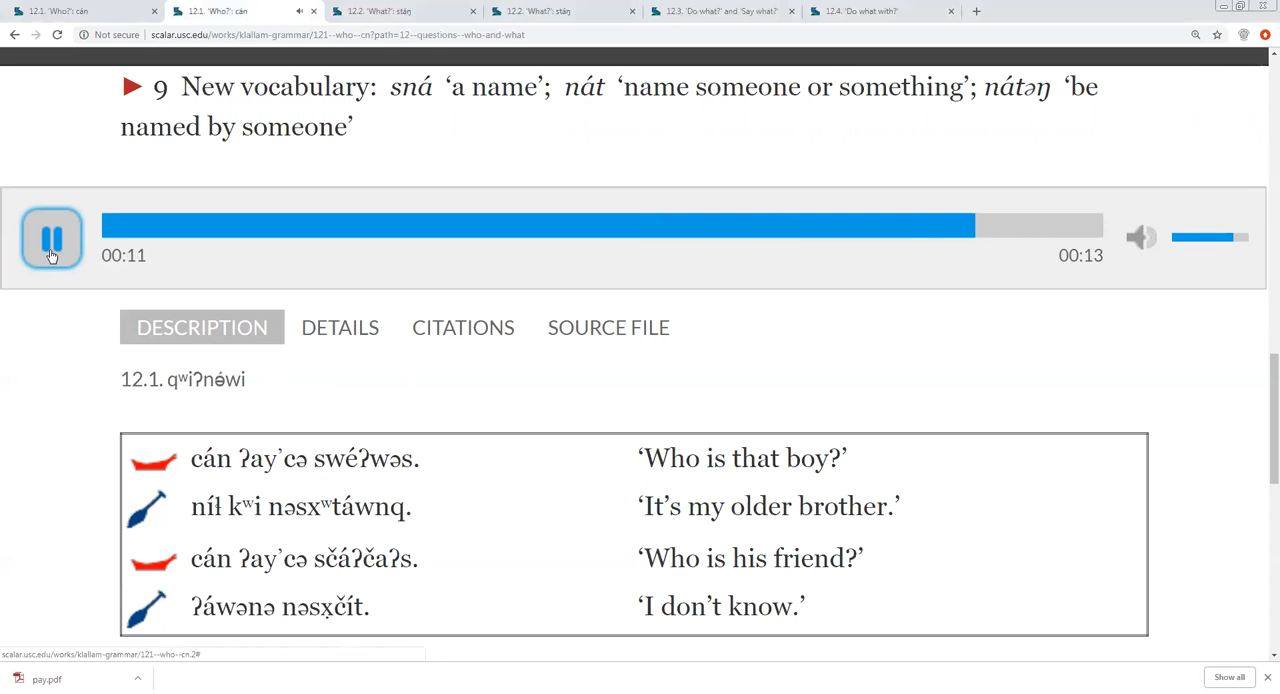 12.1. 'Who?': cán
12.1. 'Who?': cán
12.2. 'What?': stáŋ
12.2. 'What?': stáŋ
12.3. 'Do what?' and 'Say what?'
12.4. 'Do what with?'
Not secure | scalar.usc.edu/works/klallam-grammar/121--who--cn?path=12--questions--who-and-what
9 New vocabulary: sná ‘a name’; nát ‘name someone or something’; nátəŋ ‘be
named by someone’
00:11
00:13
DESCRIPTION
DETAILS
CITATIONS
SOURCE FILE
12.1. qʷiʔnə́wi
cán ʔay’cə swéʔwəs. ‘Who is that boy?’
níɬ kʷi nəsxʷtáwnq. ‘It’s my older brother.’
cán ʔay’cə sčáʔčaʔs. ‘Who is his friend?’
ʔáwənə nəsx̣čít. ‘I don’t know.’
scalar.usc.edu/works/klallam-grammar/121--who--cn.2#
pay.pdf
Show all